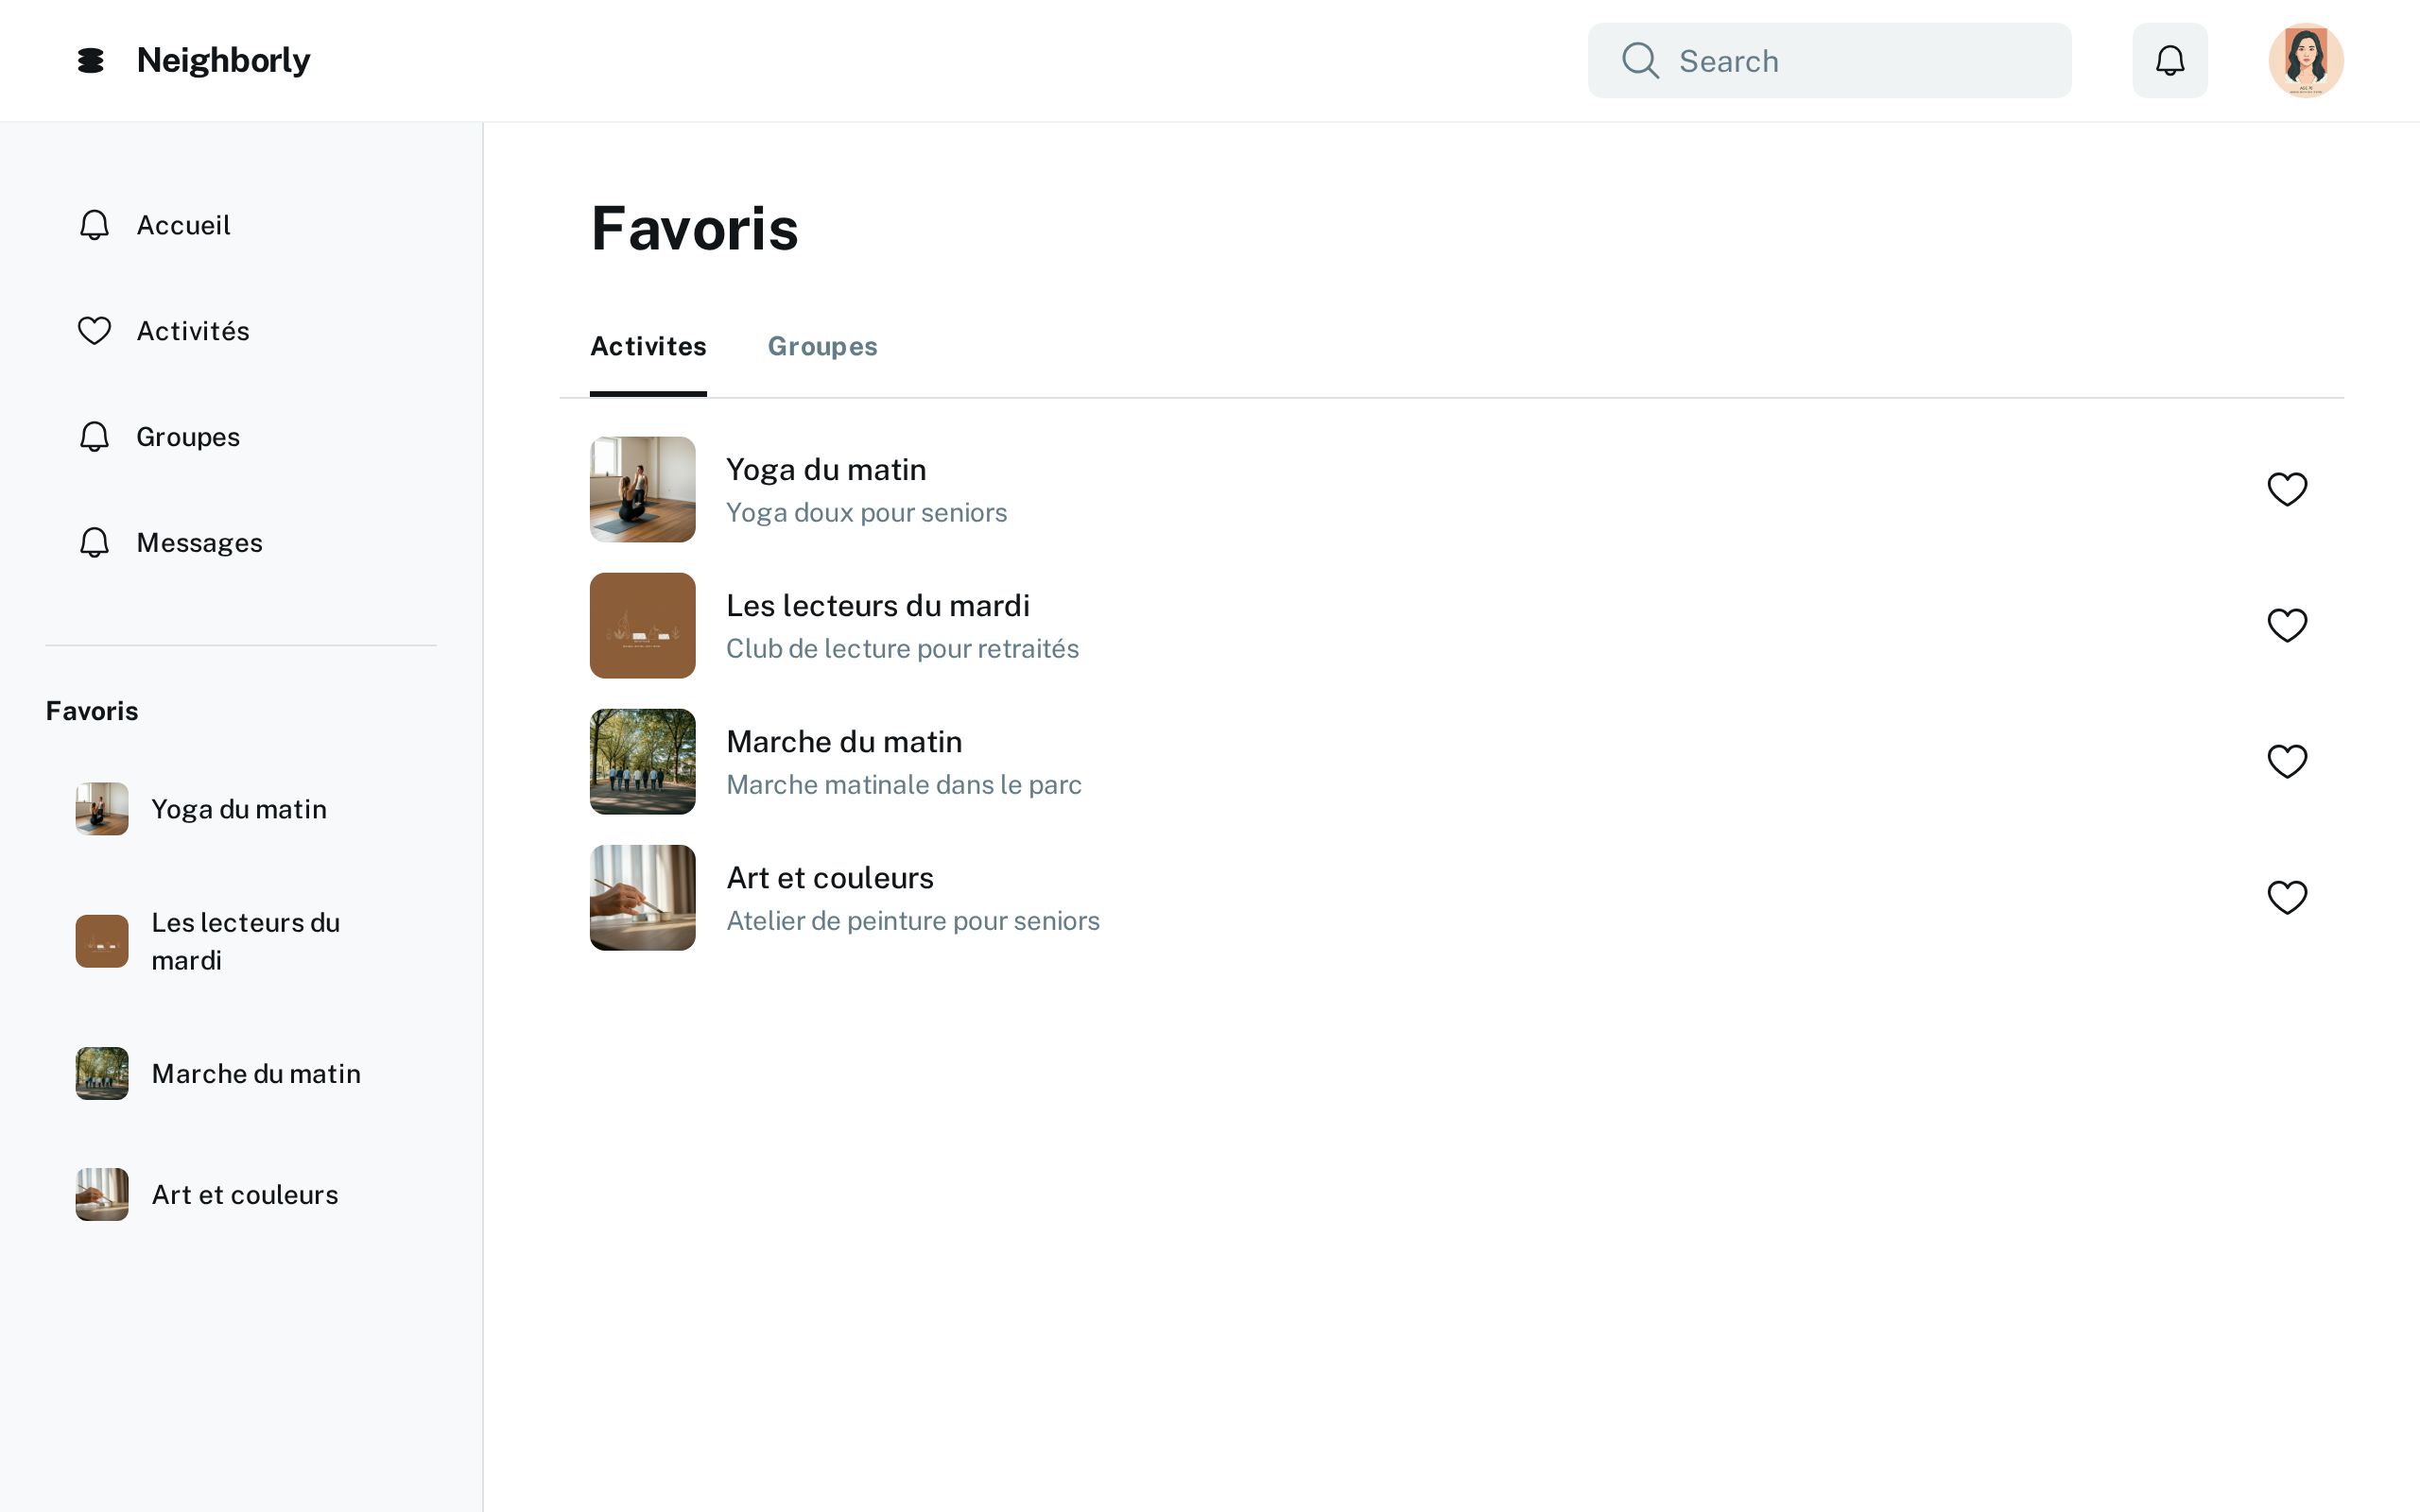 Neighborly
Search
Accueil
Activités
Groupes
Messages
Favoris
Yoga du matin
Les lecteurs du
mardi
Marche du matin
Art et couleurs
Favoris
Activites
Groupes
Yoga du matin
Yoga doux pour seniors
Les lecteurs du mardi
Club de lecture pour retraités
Marche du matin
Marche matinale dans le parc
Art et couleurs
Atelier de peinture pour seniors